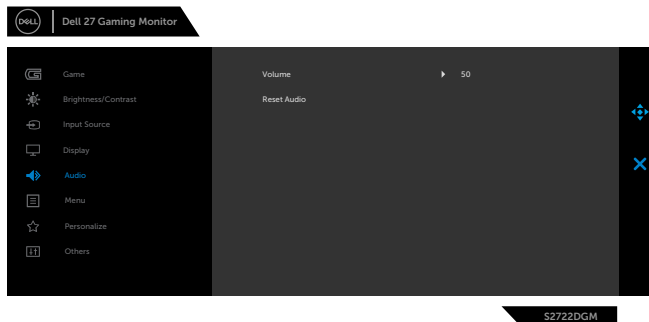 DELL
Dell 27 Gaming Monitor
Game
Brightness/Contrast
Input Source
Display
Audio
Menu
Personalize
Others
Volume 50
Reset Audio
S2722DGM